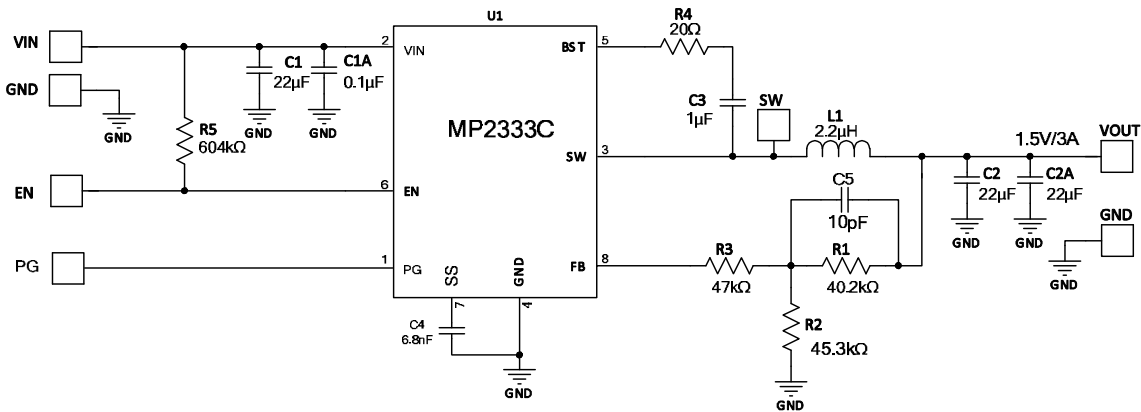 U1
VIN
GND
GND
R5
604kΩ
C1
22μF
GND
C1A
0.1μF
GND
EN
PG
2
VIN
6
EN
1
PG
MP2333C
BST
5
SW
3
FB
8
SS
7
GND
4
C4
6.8nF
GND
R4
20Ω
C3
1μF
SW
L1
2.2μH
1.5V/3A
VOUT
C2
22μF
GND
C2A
22μF
GND
GND
GND
C5
10pF
R3
47kΩ
R1
40.2kΩ
R2
45.3kΩ
GND